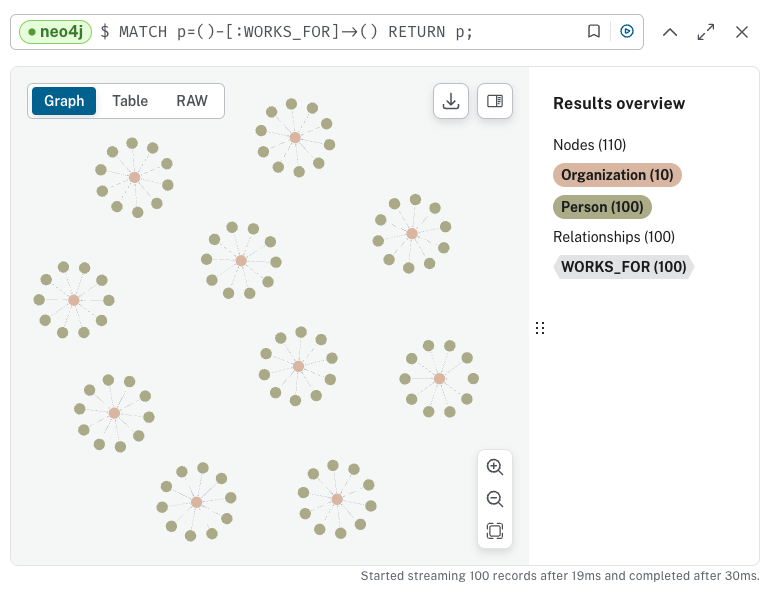 neo4j $ MATCH p=()-[:WORKS_FOR]->() RETURN p;
Graph Table RAW
Results overview
Nodes (110)
Organization (10)
Person (100)
Relationships (100)
WORKS_FOR (100)
Started streaming 100 records after 19ms and completed after 30ms.